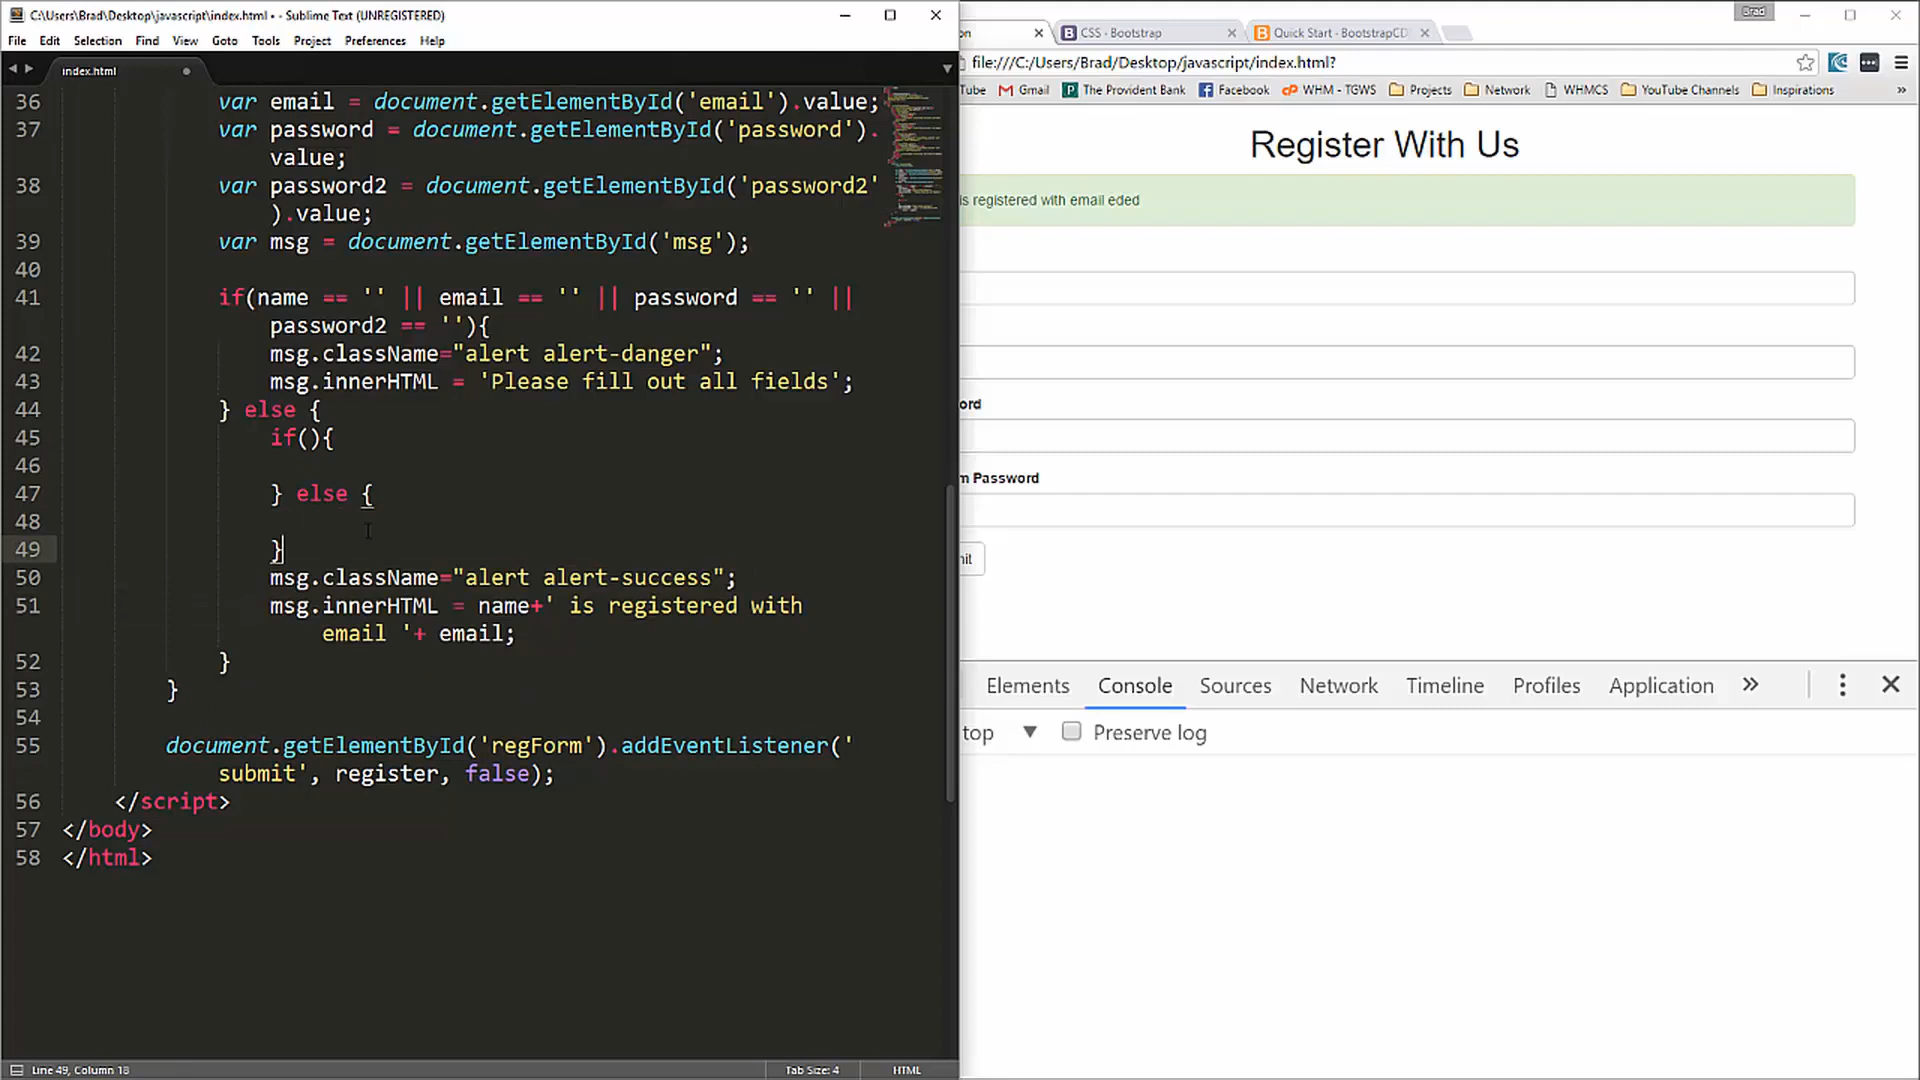 C:\Users\Brad\Desktop\javascript\index.html • - Sublime Text (UNREGISTERED)
File Edit Selection Find View Goto Tools Project Preferences Help
index.html
36 var email = document.getElementById('email').value;
37 var password = document.getElementById('password').
value;
38 var password2 = document.getElementById('password2'
).value;
39 var msg = document.getElementById('msg');
40
41 if(name == '' || email == '' || password == '' ||
password2 == ''){
42 msg.className="alert alert-danger";
43 msg.innerHTML = 'Please fill out all fields';
44 } else {
45 if(){
46
47 } else {
48
49 }
50 msg.className="alert alert-success";
51 msg.innerHTML = name+' is registered with
email '+ email;
52 }
53 }
54
55 document.getElementById('regForm').addEventListener('
submit', register, false);
56 </script>
57 </body>
58 </html>
Line 49, Column 18 Tab Size: 4 HTML
Brad
on CSS - Bootstrap Quick Start - BootstrapCD
file:///C:/Users/Brad/Desktop/javascript/index.html?
Tube Gmail The Provident Bank Facebook WHM - TGWS Projects Network WHMCS YouTube Channels Inspirations »
Register With Us
is registered with email eded
ord
m Password
nit
Elements Console Sources Network Timeline Profiles Application »
top Preserve log